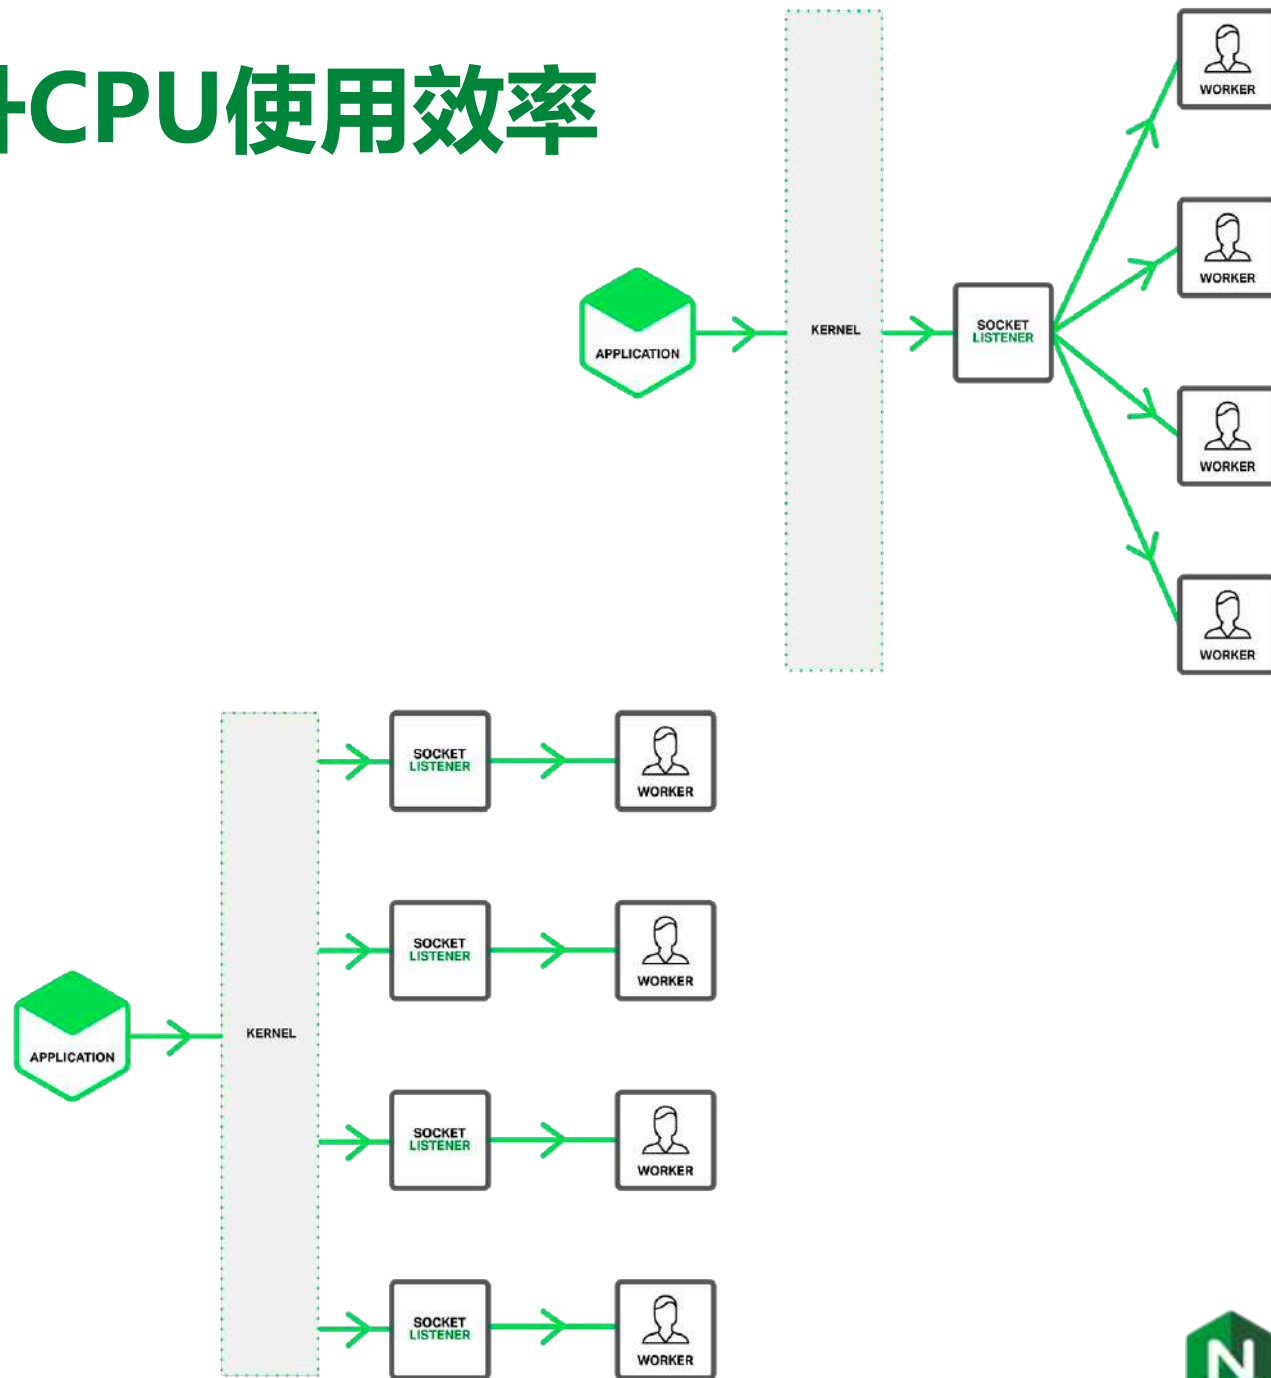 升CPU使用效率
WORKER
WORKER
APPLICATION
KERNEL
SOCKET
LISTENER
WORKER
WORKER
SOCKET
LISTENER
WORKER
SOCKET
LISTENER
WORKER
APPLICATION
KERNEL
SOCKET
LISTENER
WORKER
SOCKET
LISTENER
WORKER
N